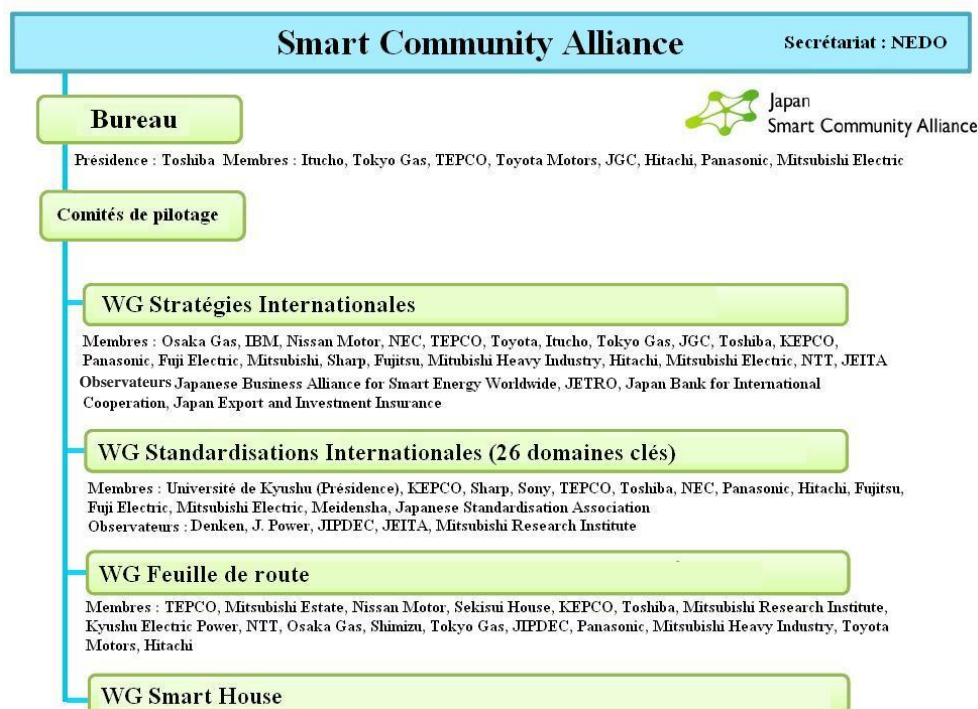 Smart Community Alliance
Secrétariat : NEDO
Bureau
Japan
Smart Community Alliance
Présidence : Toshiba Membres : Itucho, Tokyo Gas, TEPCO, Toyota Motors, JGC, Hitachi, Panasonic, Mitsubishi Electric
Comités de pilotage
WG Stratégies Internationales
Membres : Osaka Gas, IBM, Nissan Motor, NEC, TEPCO, Toyota, Itucho, Tokyo Gas, JGC, Toshiba, KEPCO,
Panasonic, Fuji Electric, Mitsubishi, Sharp, Fujitsu, Mitubishi Heavy Industry, Hitachi, Mitsubishi Electric, NTT, JEITA
Observateurs Japanese Business Alliance for Smart Energy Worldwide, JETRO, Japan Bank for International
Cooperation, Japan Export and Investment Insurance
WG Standardisations Internationales (26 domaines clés)
Membres : Université de Kyushu (Présidence), KEPCO, Sharp, Sony, TEPCO, Toshiba, NEC, Panasonic, Hitachi, Fujitsu,
Fuji Electric, Mitsubishi Electric, Meidensha, Japanese Standardisation Association
Observateurs : Denken, J. Power, JIPDEC, JEITA, Mitsubishi Research Institute
WG Feuille de route
Membres : TEPCO, Mitsubishi Estate, Nissan Motor, Sekisui House, KEPCO, Toshiba, Mitsubishi Research Institute,
Kyushu Electric Power, NTT, Osaka Gas, Shimizu, Tokyo Gas, JIPDEC, Panasonic, Mitsubishi Heavy Industry, Toyota
Motors, Hitachi
WG Smart House